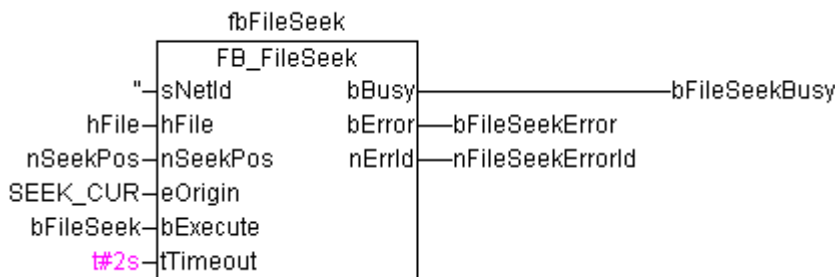 fbFileSeek
FB_FileSeek
''-sNetId bBusy bFileSeekBusy
hFile hFile bError bFileSeekError
nSeekPos nSeekPos nErrId nFileSeekErrorId
SEEK_CUR eOrigin
bFileSeek bExecute
t#2s tTimeout